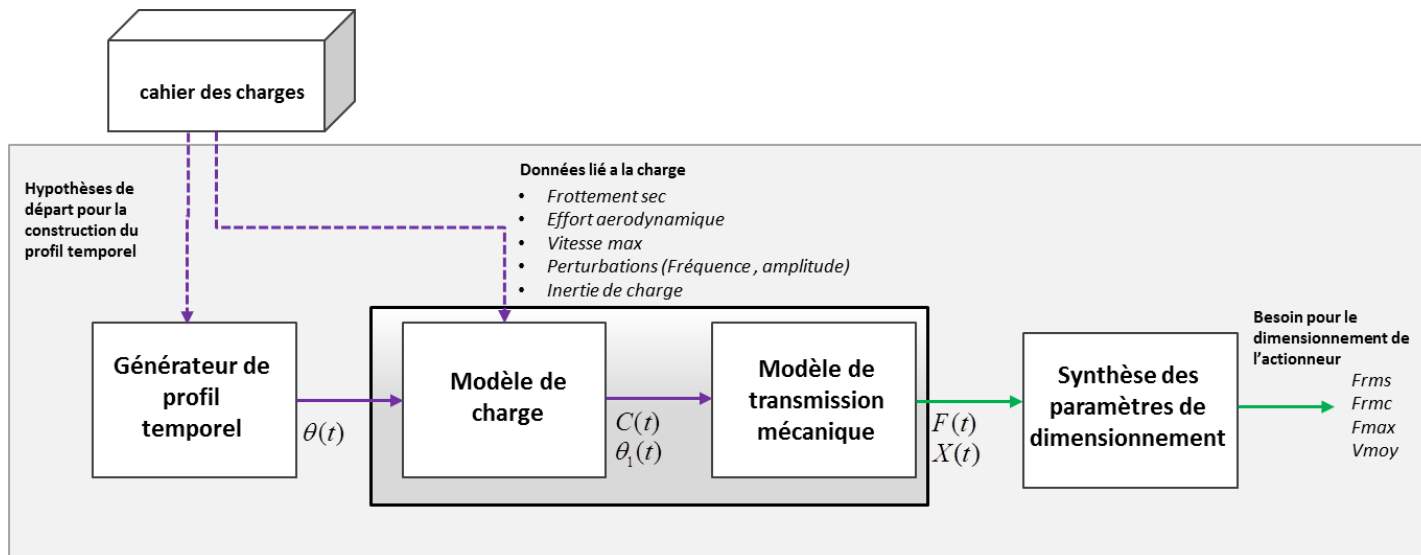 cahier des charges
Hypothèses de
départ pour la
construction du
profil temporel
Données lié a la charge
• Frottement sec
• Effort aerodynamique
• Vitesse max
• Perturbations (Fréquence , amplitude)
• Inertie de charge
Générateur de
profil
temporel
θ(t)
Modèle de
charge
C(t)
θ₁(t)
Modèle de
transmission
mécanique
F(t)
X(t)
Synthèse des
paramètres de
dimensionnement
Besoin pour le
dimensionnement de
l’actionneur
Frms
Frmc
Fmax
Vmoy